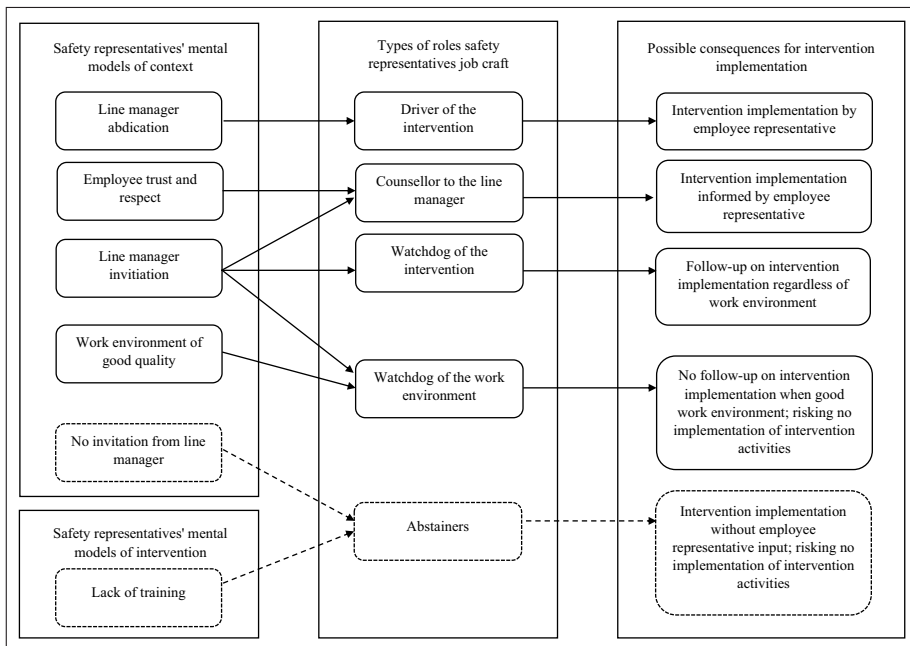 Safety representatives' mental
models of context
Line manager
abdication
Employee trust and
respect
Line manager
invitiation
Work environment of
good quality
No invitation from line
manager
Safety representatives' mental
models of intervention
Lack of training
Types of roles safety
representatives job craft
Driver of the
intervention
Counsellor to the line
manager
Watchdog of the
intervention
Watchdog of the work
environment
Abstainers
Possible consequences for intervention
implementation
Intervention implementation by
employee representative
Intervention implementation
informed by employee
representative
Follow-up on intervention
implementation regardless of
work environment
No follow-up on intervention
implementation when good
work environment; risking no
implementation of intervention
activities
Intervention implementation
without employee
representative input; risking no
implementation of intervention
activities